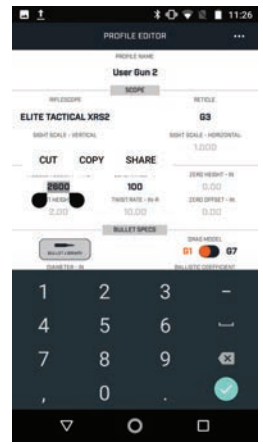 11:26
PROFILE EDITOR
PROFILE NAME
User Gun 2
SCOPE
RIFLESCOPE RETICLE
ELITE TACTICAL XRS2 G3
SIGHT SCALE - VERTICAL SIGHT SCALE - HORIZONTAL
1.000
CUT COPY SHARE
ZERO HEIGHT - IN
2600 100 0.00
HEIGHT TWIST RATE - IN-R ZERO OFFSET - IN
2.00 10.00 0.00
BULLET SPECS
DRAG MODEL
BULLET LIBRARY G1 G7
DIAMETER - IN BALLISTIC COEFFICIENT
1 2 3 -
4 5 6
7 8 9
, 0 .